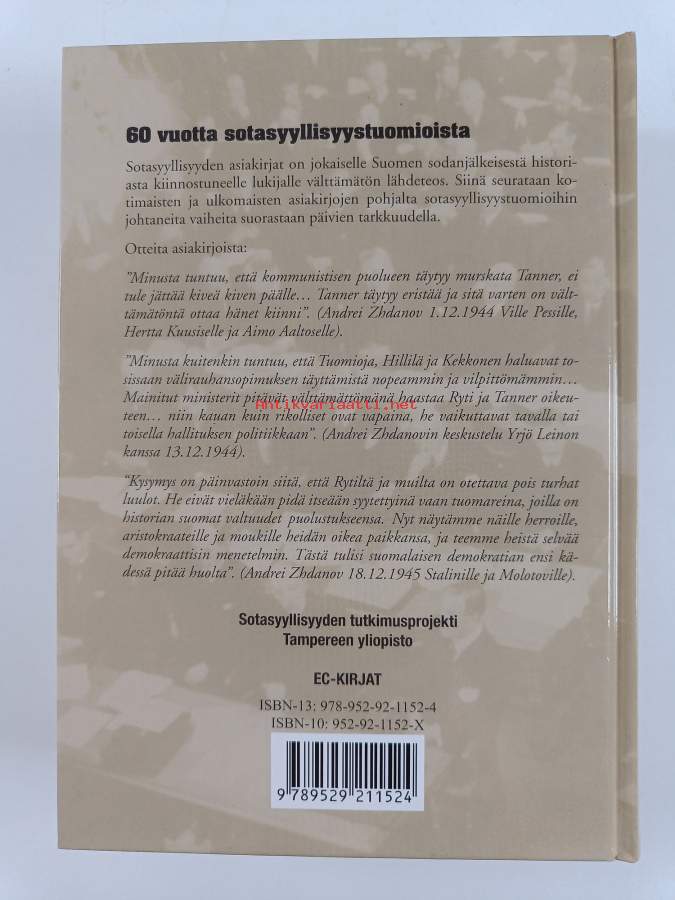 60 vuotta sotasyyllisyystuomioista
Sotasyyllisyyden asiakirjat on jokaiselle Suomen sodanjälkeisestä histori-
asta kiinnostuneelle lukijalle välttämätön lähdeteos. Siinä seurataan ko-
timaisten ja ulkomaisten asiakirjojen pohjalta sotasyyllisyystuomioihin
johtaneita vaiheita suorastaan päivien tarkkuudella.
Otteita asiakirjoista:
"Minusta tuntuu, että kommunistisen puolueen täytyy murskata Tanner, ei
tule jättää kiveä kiven päälle… Tanner täytyy eristää ja sitä varten on vält-
tämätöntä ottaa hänet kiinni". (Andrei Zhdanov 1.12.1944 Ville Pessille,
Hertta Kuusiselle ja Aimo Aaltoselle).
"Minusta kuitenkin tuntuu, että Tuomioja, Hillilä ja Kekkonen haluavat to-
sissaan välirauhansopimuksen täyttämistä nopeammin ja vilpittömämmin…
Mainitut ministerit pitävät välttämättömänä haastaa Ryti ja Tanner oikeu-
Antikvariaatti.net
teen… niin kauan kuin rikolliset ovat vapaina, he vaikuttavat tavalla tai
toisella hallituksen politiikkaan". (Andrei Zhdanovin keskustelu Yrjö Leinon
kanssa 13.12.1944).
"Kysymys on päinvastoin siitä, että Rytiltä ja muilta on otettava pois turhat
luulot. He eivät vieläkään pidä itseään syytettyinä vaan tuomareina, joilla on
historian suomat valtuudet puolustukseensa. Nyt näytämme näille herroille,
aristokraateille ja moukille heidän oikea paikkansa, ja teemme heistä selvää
demokraattisin menetelmin. Tästä tulisi suomalaisen demokratian ensi kä-
dessä pitää huolta". (Andrei Zhdanov 18.12.1945 Stalinille ja Molotoville).
Sotasyyllisyyden tutkimusprojekti
Tampereen yliopisto
EC-KIRJAT
ISBN-13: 978-952-92-1152-4
ISBN-10: 952-92-1152-X
9 789529 211524